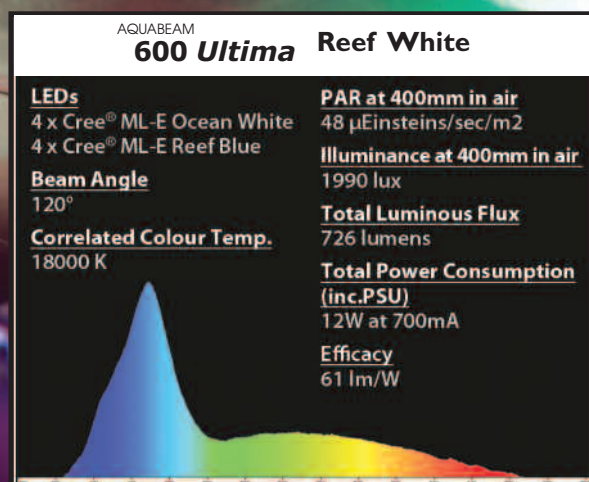 AQUABEAM
600 Ultima Reef White
LEDs
4 x Cree® ML-E Ocean White
4 x Cree® ML-E Reef Blue
Beam Angle
120°
Correlated Colour Temp.
18000 K
PAR at 400mm in air
48 µEinsteins/sec/m2
Illuminance at 400mm in air
1990 lux
Total Luminous Flux
726 lumens
Total Power Consumption
(inc.PSU)
12W at 700mA
Efficacy
61 lm/W